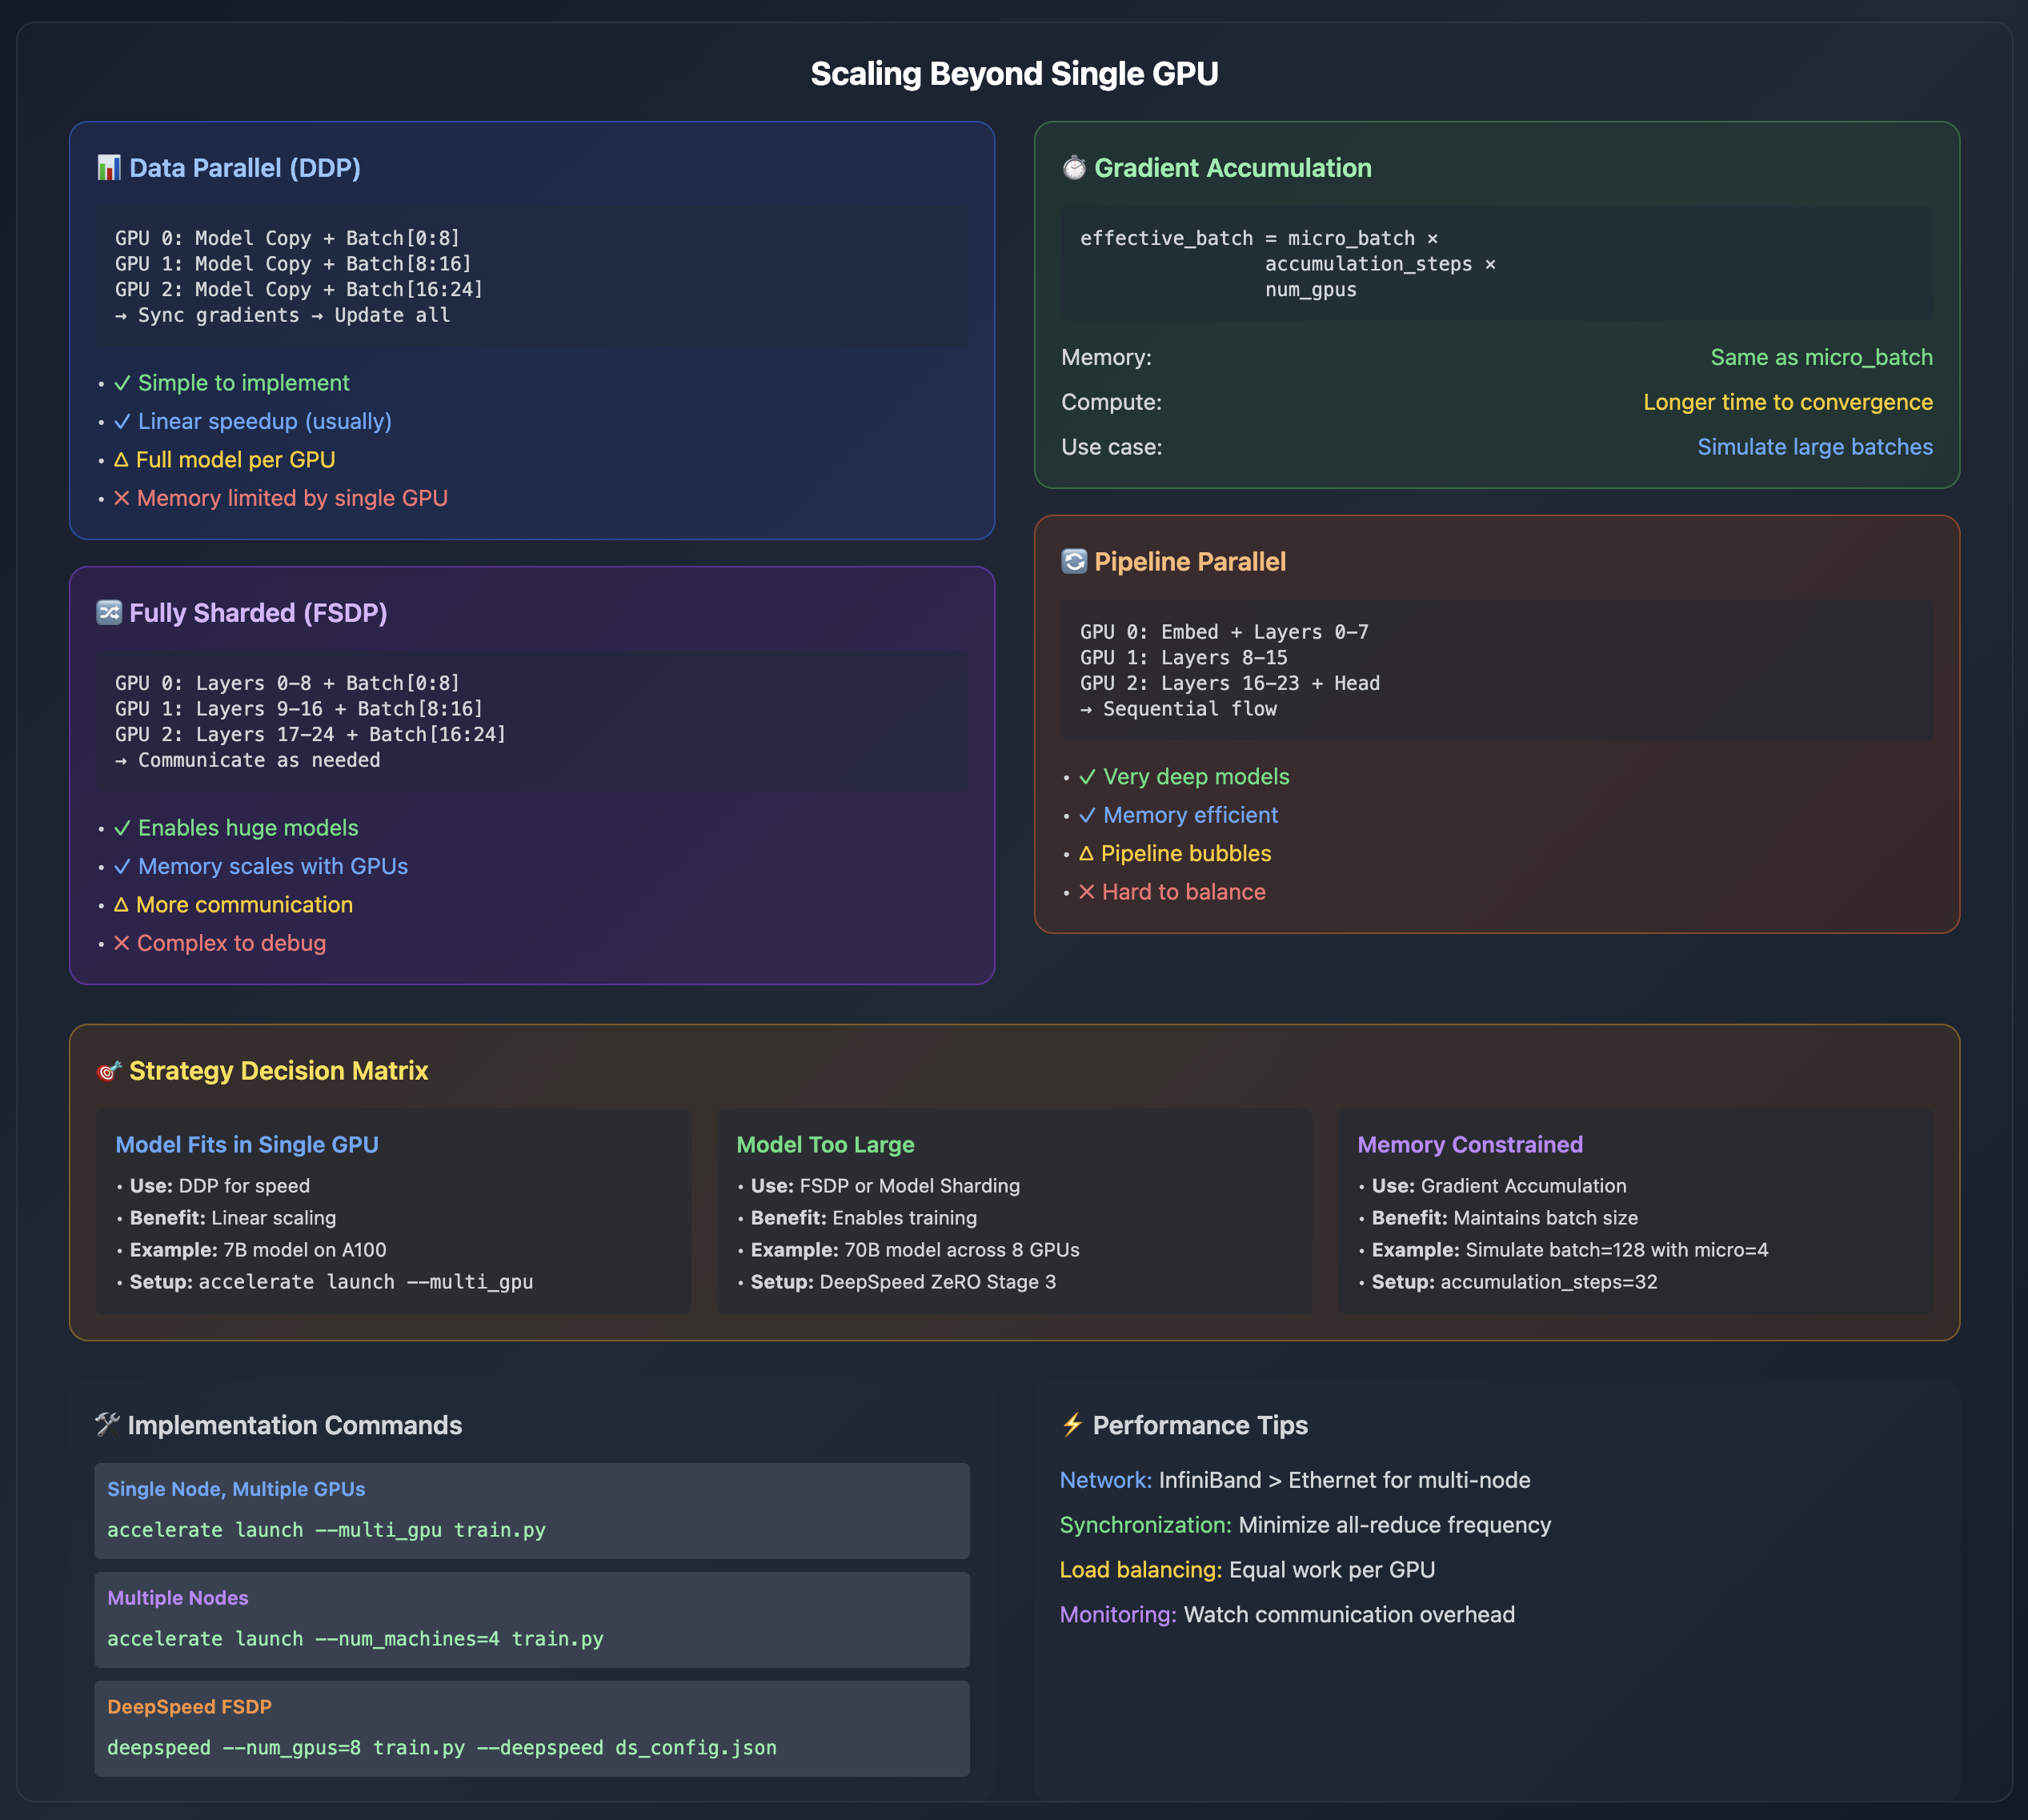 Scaling Beyond Single GPU
📊 Data Parallel (DDP)
GPU 0: Model Copy + Batch[0:8]
GPU 1: Model Copy + Batch[8:16]
GPU 2: Model Copy + Batch[16:24]
→ Sync gradients → Update all
• ✓ Simple to implement
• ✓ Linear speedup (usually)
• △ Full model per GPU
• ✕ Memory limited by single GPU
🔀 Fully Sharded (FSDP)
GPU 0: Layers 0-8 + Batch[0:8]
GPU 1: Layers 9-16 + Batch[8:16]
GPU 2: Layers 17-24 + Batch[16:24]
→ Communicate as needed
• ✓ Enables huge models
• ✓ Memory scales with GPUs
• △ More communication
• ✕ Complex to debug
⏱️ Gradient Accumulation
effective_batch = micro_batch ×
accumulation_steps ×
num_gpus
Memory: Same as micro_batch
Compute: Longer time to convergence
Use case: Simulate large batches
🔄 Pipeline Parallel
GPU 0: Embed + Layers 0-7
GPU 1: Layers 8-15
GPU 2: Layers 16-23 + Head
→ Sequential flow
• ✓ Very deep models
• ✓ Memory efficient
• △ Pipeline bubbles
• ✕ Hard to balance
🎯 Strategy Decision Matrix
Model Fits in Single GPU
• Use: DDP for speed
• Benefit: Linear scaling
• Example: 7B model on A100
• Setup: accelerate launch --multi_gpu
Model Too Large
• Use: FSDP or Model Sharding
• Benefit: Enables training
• Example: 70B model across 8 GPUs
• Setup: DeepSpeed ZeRO Stage 3
Memory Constrained
• Use: Gradient Accumulation
• Benefit: Maintains batch size
• Example: Simulate batch=128 with micro=4
• Setup: accumulation_steps=32
🛠️ Implementation Commands
Single Node, Multiple GPUs
accelerate launch --multi_gpu train.py
Multiple Nodes
accelerate launch --num_machines=4 train.py
DeepSpeed FSDP
deepspeed --num_gpus=8 train.py --deepspeed ds_config.json
⚡ Performance Tips
Network: InfiniBand > Ethernet for multi-node
Synchronization: Minimize all-reduce frequency
Load balancing: Equal work per GPU
Monitoring: Watch communication overhead